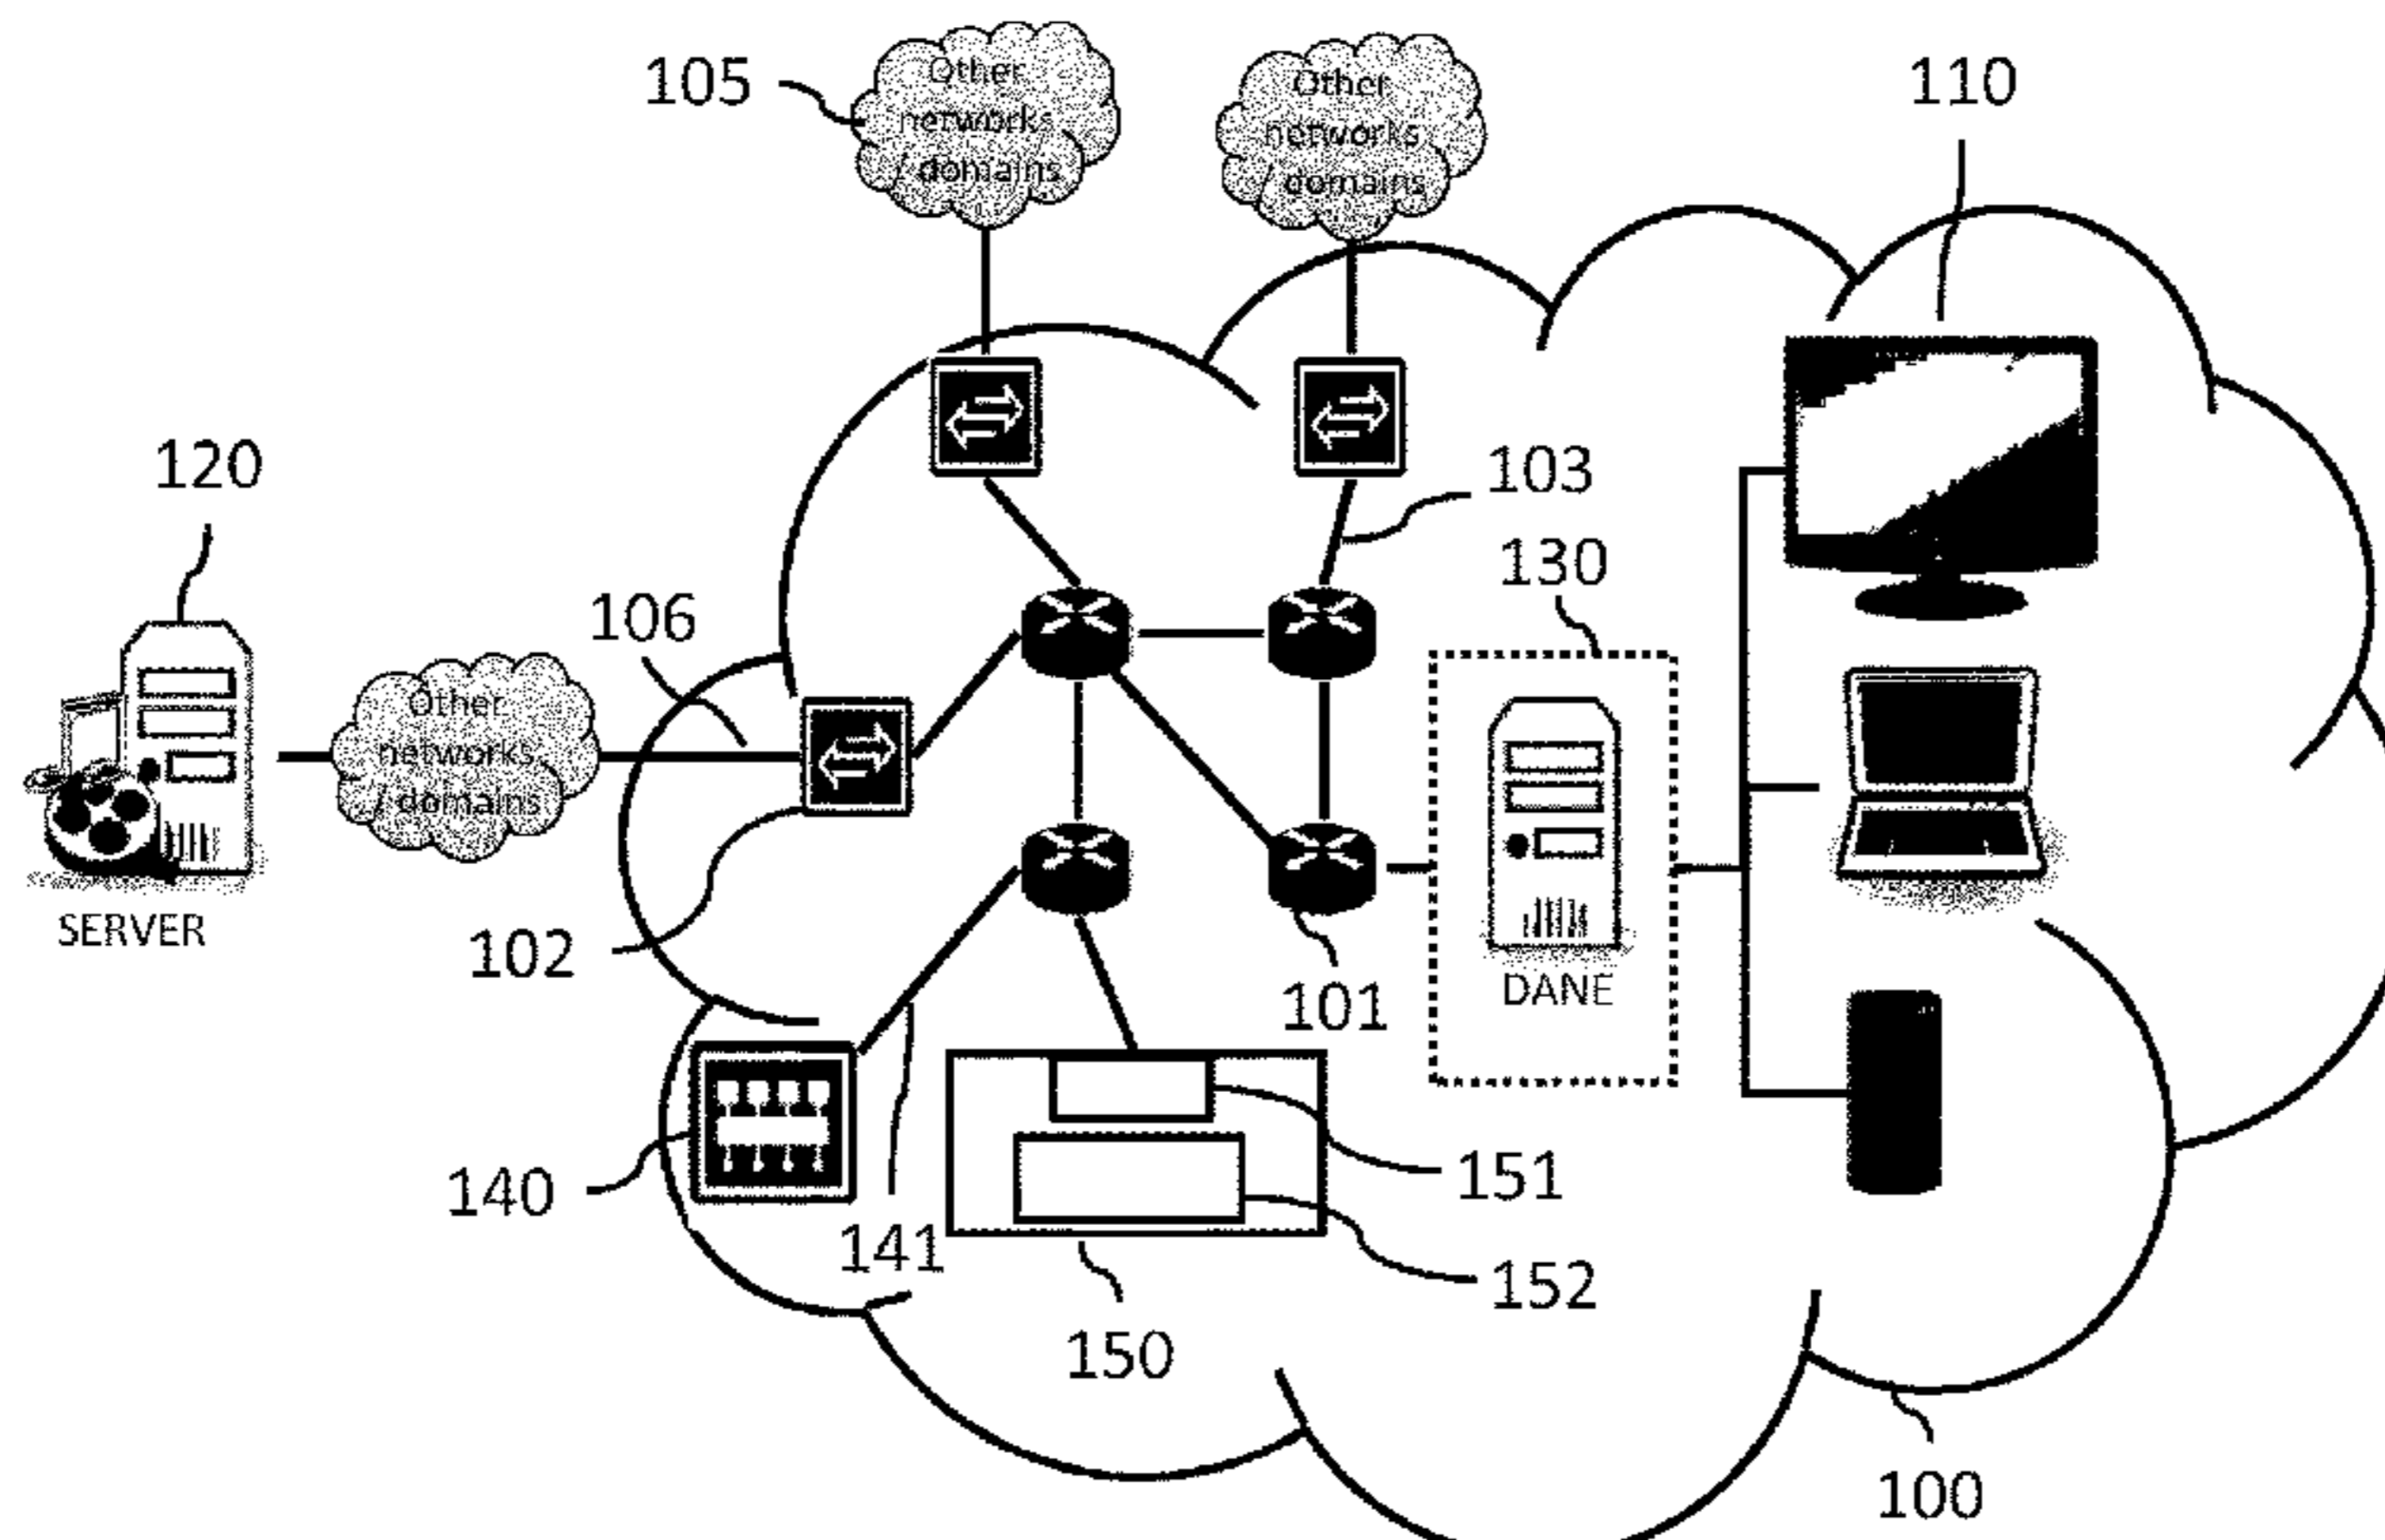 105
Other
networks
/ domains
Other
networks
/ domains
110
120
103
130
106
Other
networks
/ domains
SERVER
102
101
DANE
140
141
151
152
150
100